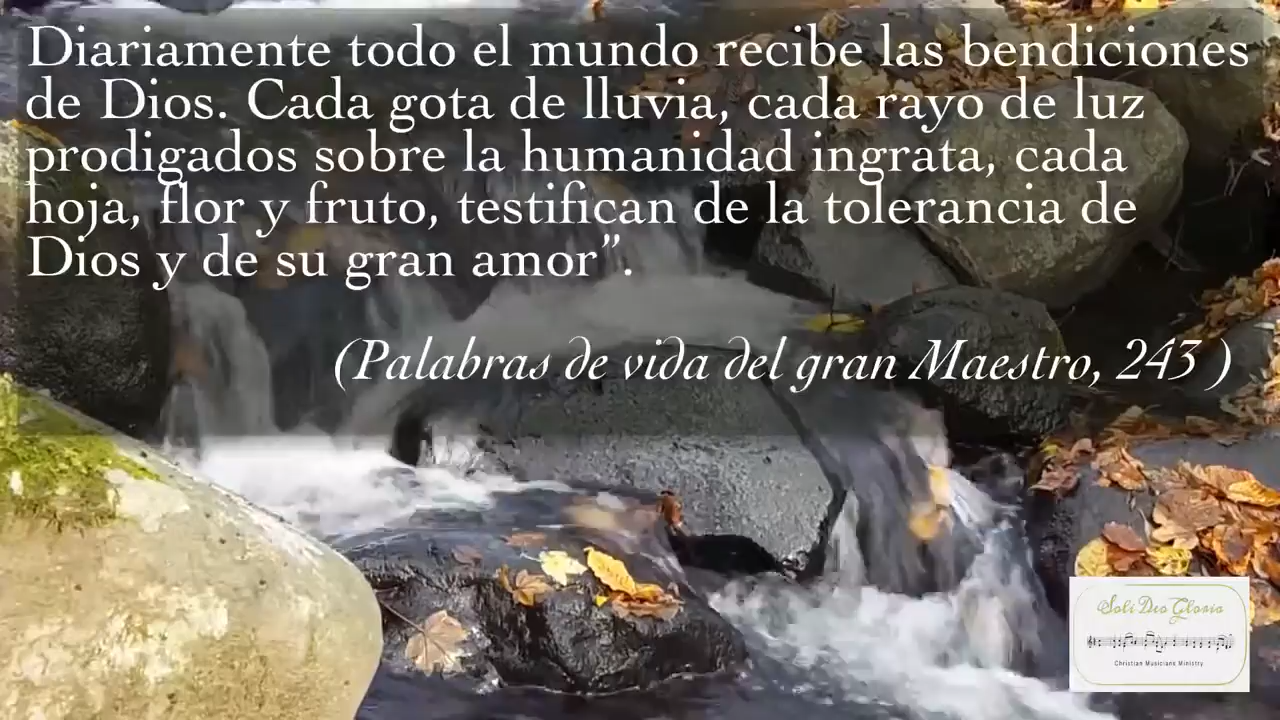 Diariamente todo el mundo recibe las bendiciones
de Dios. Cada gota de lluvia, cada rayo de luz
prodigados sobre la humanidad ingrata, cada
hoja, flor y fruto, testifican de la tolerancia de
Dios y de su gran amor”.
(Palabras de vida del gran Maestro, 243 )
Soli Deo Gloria
Christian Musicians Ministry